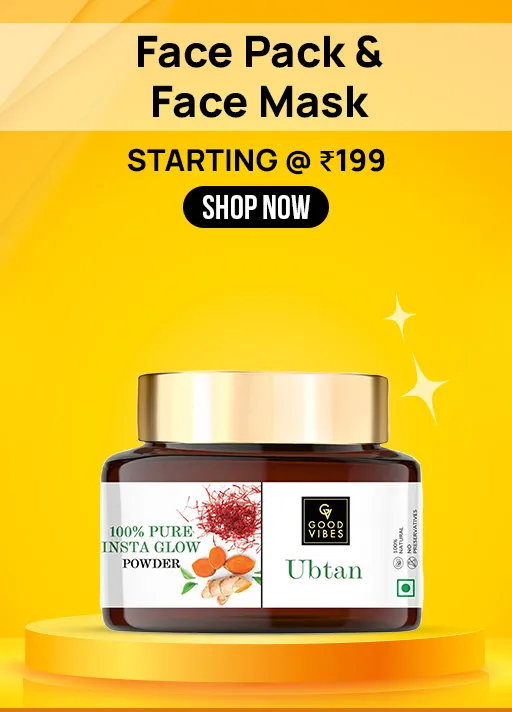 Face Pack &
Face Mask
STARTING @ ₹199
SHOP NOW
100% PURE
INSTA GLOW
POWDER
GV
GOOD
VIBES
Ubtan
100%
NATURAL
NO
PRESERVATIVES